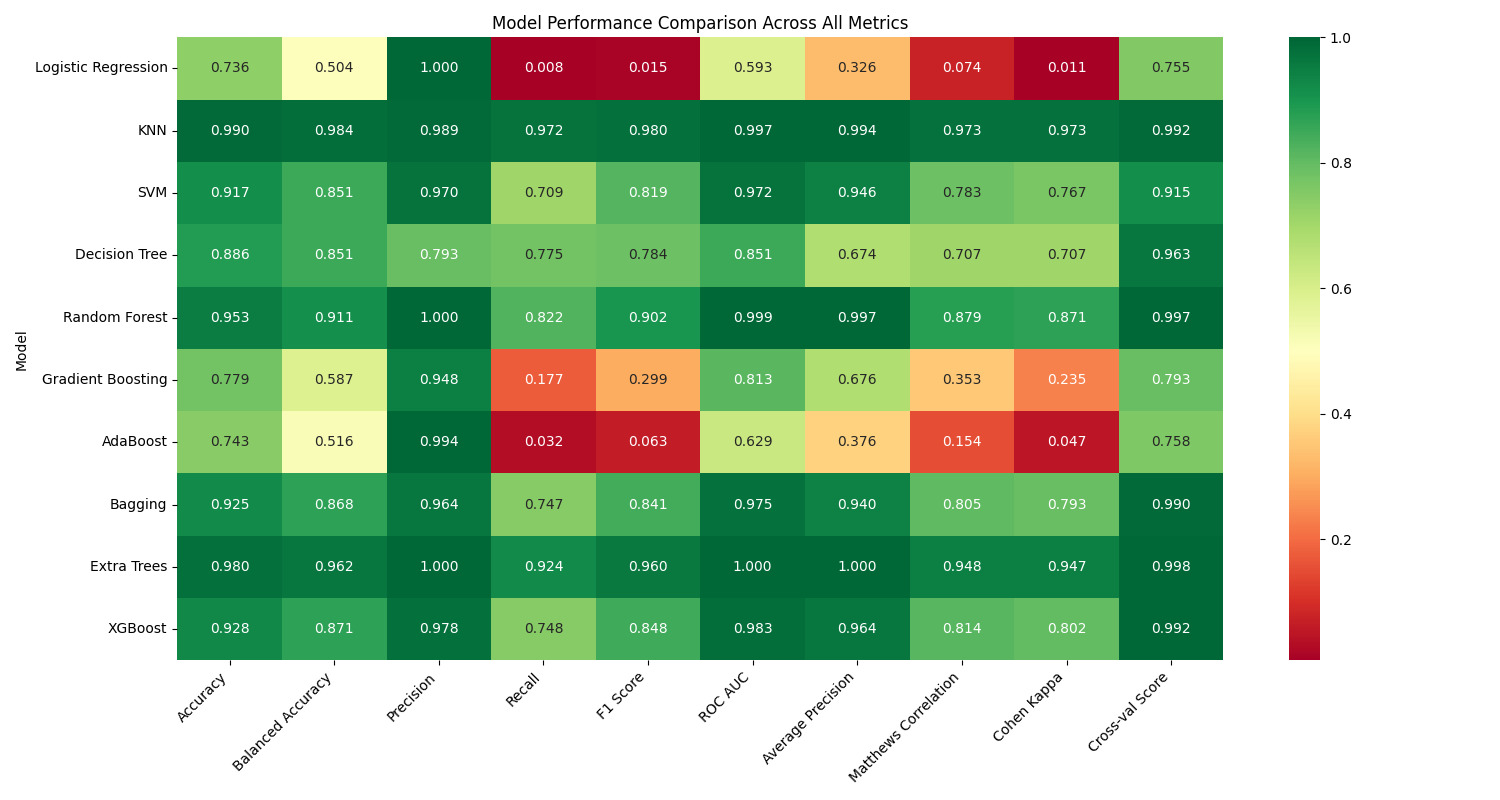 Model Performance Comparison Across All Metrics
Model
Logistic Regression 0.736 0.504 1.000 0.008 0.015 0.593 0.326 0.074 0.011 0.755
KNN 0.990 0.984 0.989 0.972 0.980 0.997 0.994 0.973 0.973 0.992
SVM 0.917 0.851 0.970 0.709 0.819 0.972 0.946 0.783 0.767 0.915
Decision Tree 0.886 0.851 0.793 0.775 0.784 0.851 0.674 0.707 0.707 0.963
Random Forest 0.953 0.911 1.000 0.822 0.902 0.999 0.997 0.879 0.871 0.997
Gradient Boosting 0.779 0.587 0.948 0.177 0.299 0.813 0.676 0.353 0.235 0.793
AdaBoost 0.743 0.516 0.994 0.032 0.063 0.629 0.376 0.154 0.047 0.758
Bagging 0.925 0.868 0.964 0.747 0.841 0.975 0.940 0.805 0.793 0.990
Extra Trees 0.980 0.962 1.000 0.924 0.960 1.000 1.000 0.948 0.947 0.998
XGBoost 0.928 0.871 0.978 0.748 0.848 0.983 0.964 0.814 0.802 0.992
Accuracy
Balanced Accuracy
Precision
Recall
F1 Score
ROC AUC
Average Precision
Matthews Correlation
Cohen Kappa
Cross-val Score
1.0
0.8
0.6
0.4
0.2